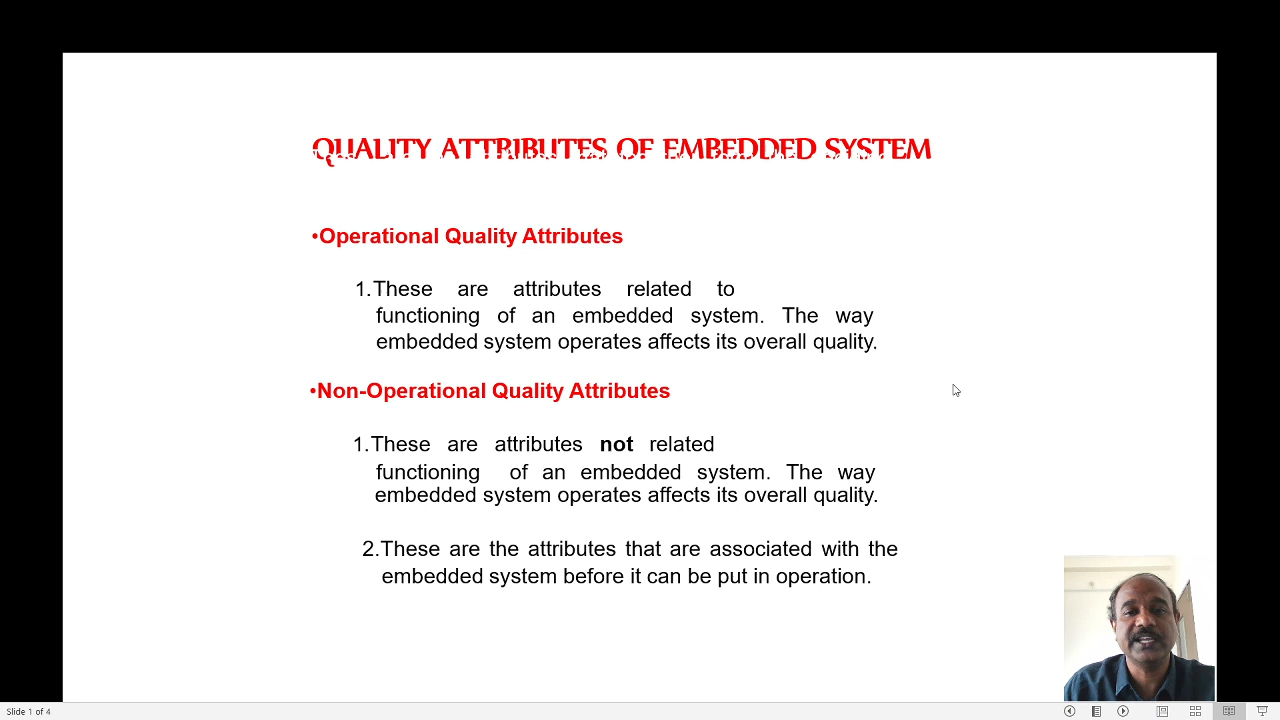 QUALITY ATTRIBUTES OF EMBEDDED SYSTEM
•Operational Quality Attributes
1.These are attributes related to
functioning of an embedded system. The way
embedded system operates affects its overall quality.
•Non-Operational Quality Attributes
1.These are attributes not related
functioning of an embedded system. The way
embedded system operates affects its overall quality.
2.These are the attributes that are associated with the
embedded system before it can be put in operation.
Slide 1 of 4